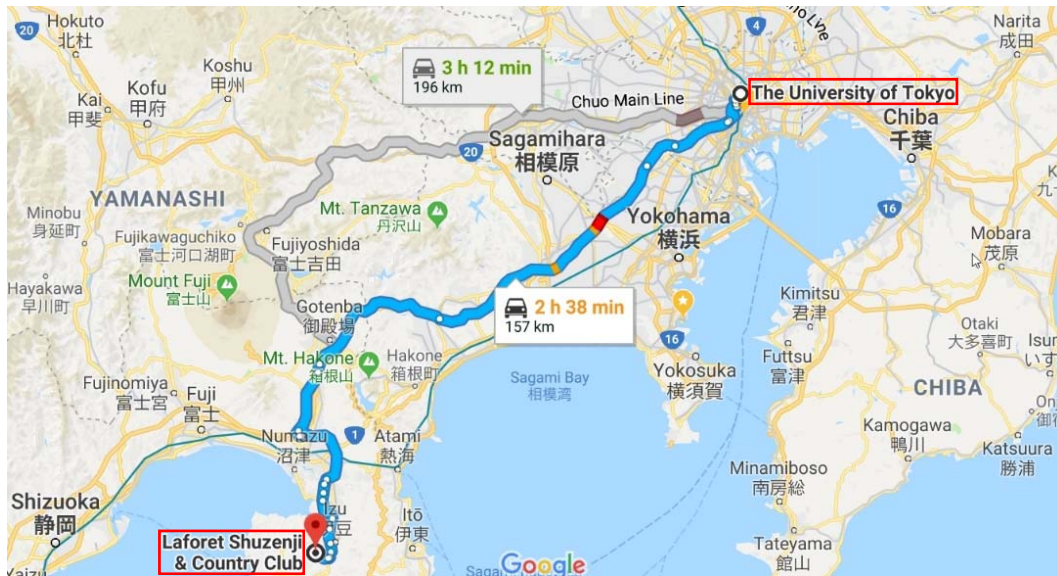 Hokuto
北杜
20
Koshu
甲州
Kofu
甲府
Kai
甲斐
3 h 12 min
196 km
Chuo Main Line
4
Narita
成田
The University of Tokyo
Chiba
千葉
20
Sagamihara
相模原
YAMANASHI
Minobu
身延町
Mt. Tanzawa
丹沢山
Yokohama
横浜
16
Mobara
茂原
Fujikawaguchiko
富士河口湖町
Fujiyoshida
富士吉田
Mount Fuji
富士山
Hayakawa
早川町
Gotenba
御殿場
2 h 38 min
157 km
Kimitsu
君津
Otaki
大多喜町
Mt. Hakone
箱根山
Hakone
箱根町
Sagami Bay
相模湾
16
Yokosuka
横須賀
Futtsu
富津
CHIBA
Fujinomiya
富士宮
Fuji
富士
1
Numazu
沼津
Atami
熱海
Kamogawa
鴨川
Katsuura
勝浦
Minamiboso
南房総
Shizuoka
静岡
Izu
Itō
伊東
Laforet Shuzenji
& Country Club
Tateyama
館山
Google